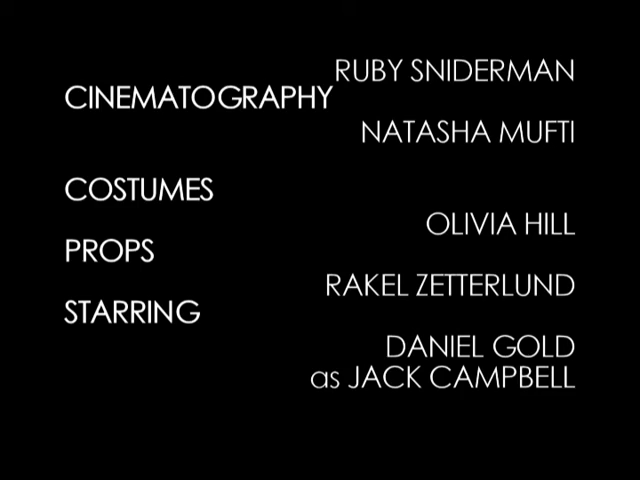 RUBY SNIDERMAN
CINEMATOGRAPHY
NATASHA MUFTI
COSTUMES
OLIVIA HILL
PROPS
RAKEL ZETTERLUND
STARRING
DANIEL GOLD
as JACK CAMPBELL